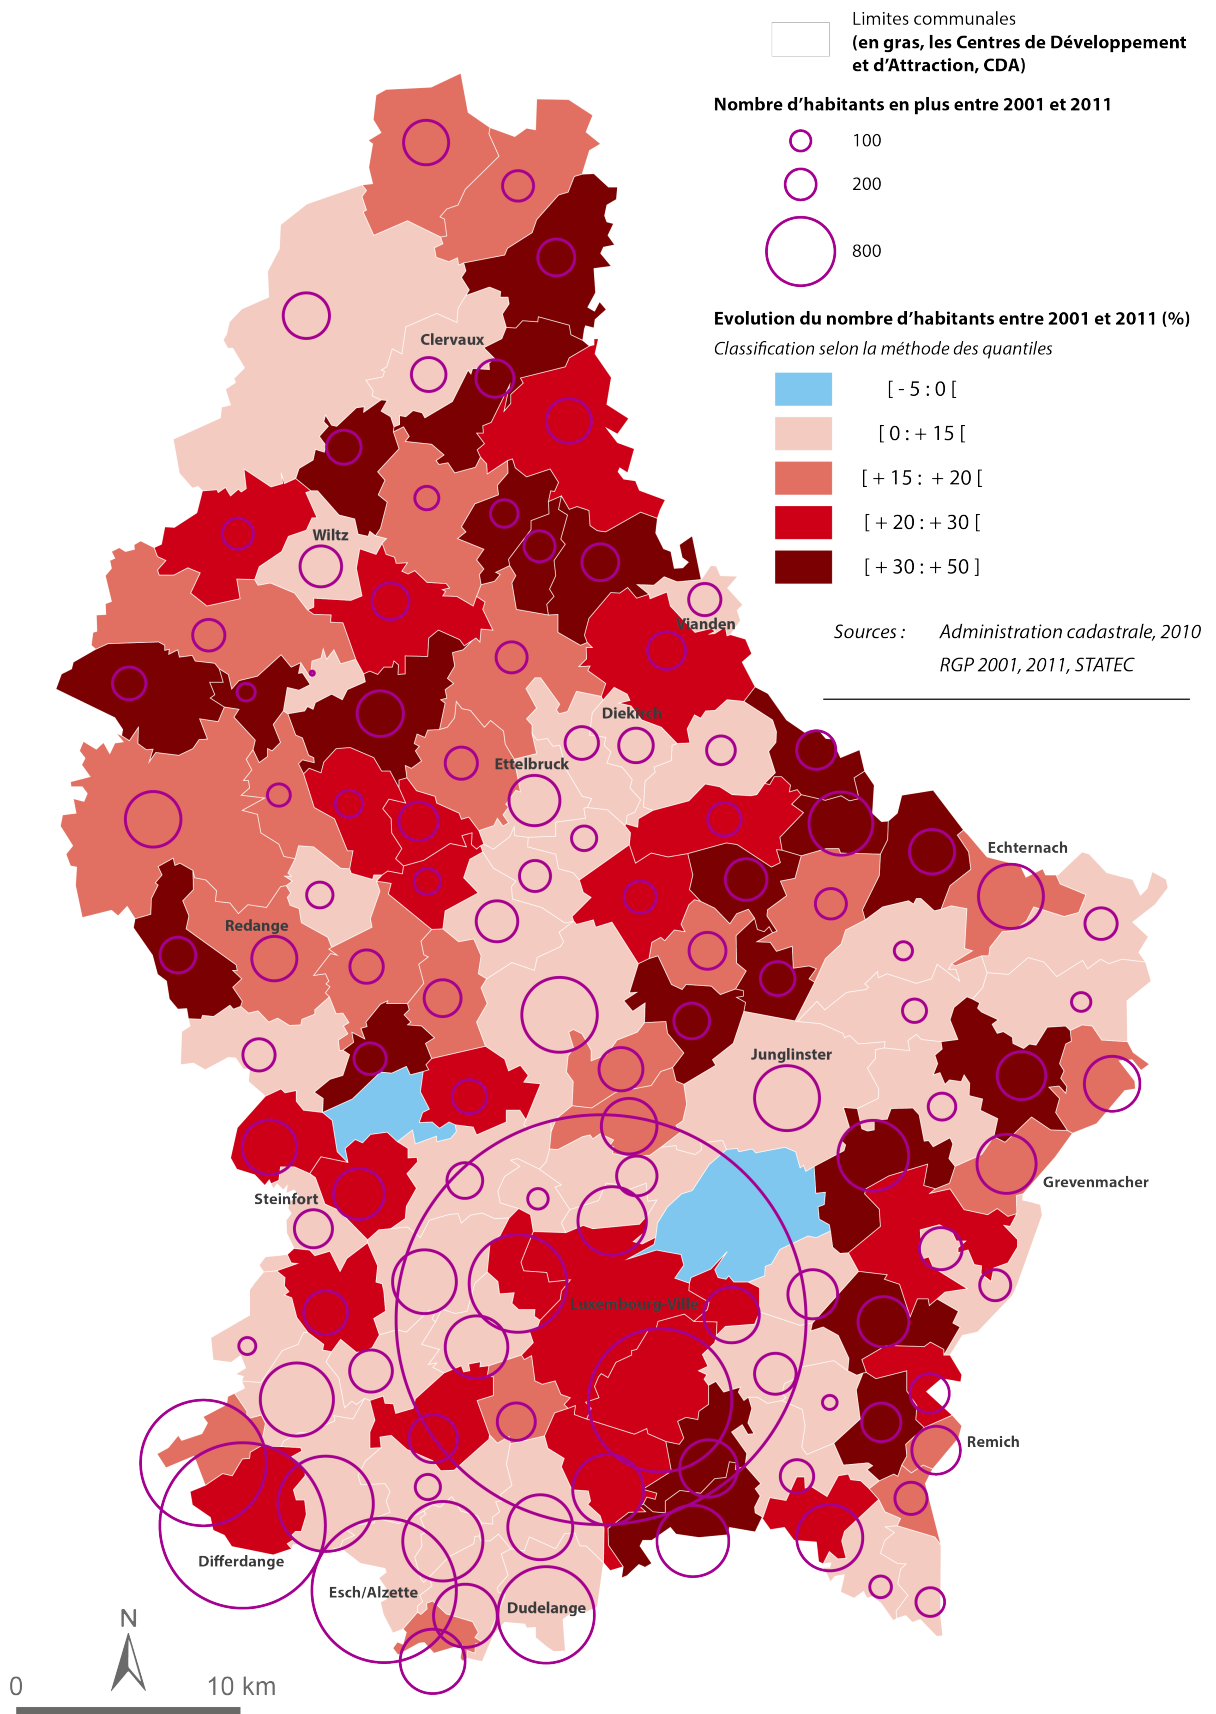 Limites communales
(en gras, les Centres de Développement
et d'Attraction, CDA)
Nombre d'habitants en plus entre 2001 et 2011
100
200
800
Evolution du nombre d'habitants entre 2001 et 2011 (%)
Classification selon la méthode des quantiles
[ - 5 : 0 [
[ 0 : + 15 [
[ + 15 : + 20 [
[ + 20 : + 30 [
[ + 30 : + 50 ]
Sources : Administration cadastrale, 2010
RGP 2001, 2011, STATEC
Clervaux
Wiltz
Vianden
Diekirch
Ettelbruck
Echternach
Redange
Junglinster
Grevenmacher
Steinfort
Luxembourg-Ville
Remich
Differdange
Esch/Alzette
Dudelange
N
0 10 km